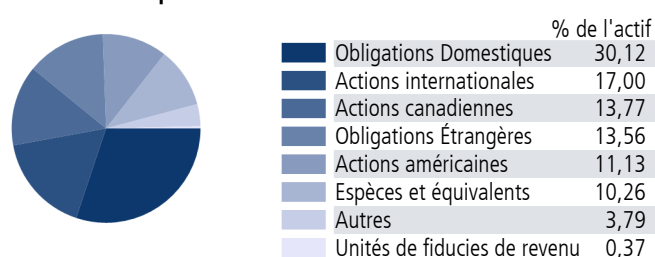 % de l'actif
Obligations Domestiques 30,12
Actions internationales 17,00
Actions canadiennes 13,77
Obligations Étrangères 13,56
Actions américaines 11,13
Espèces et équivalents 10,26
Autres 3,79
Unités de fiducies de revenu 0,37